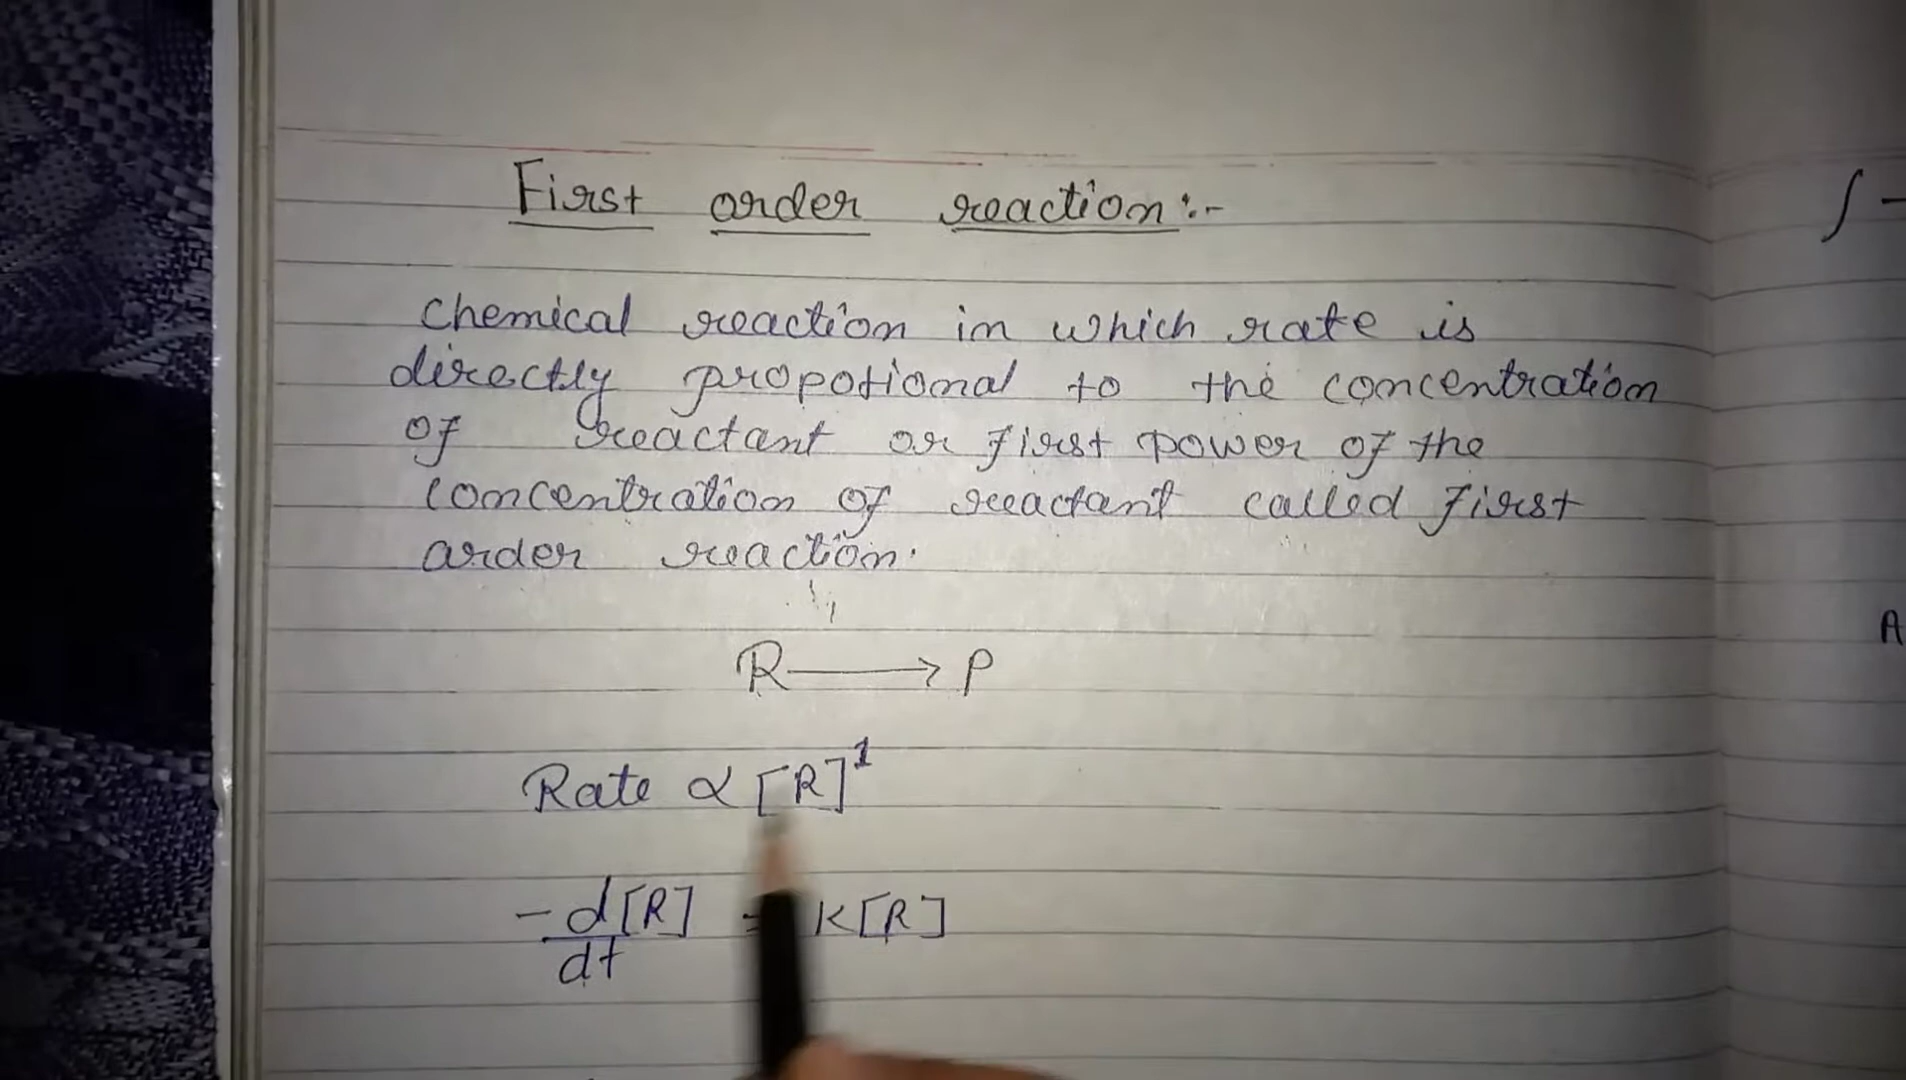 First order reaction:-
Chemical reaction in which rate is
directly propotional to the concentration
of reactant or first power of the
concentration of reactant called first
arder reaction.
R ⟶ P
Rate ∝ [R]¹
-d[R]/dt = K[R]
∫ -
A